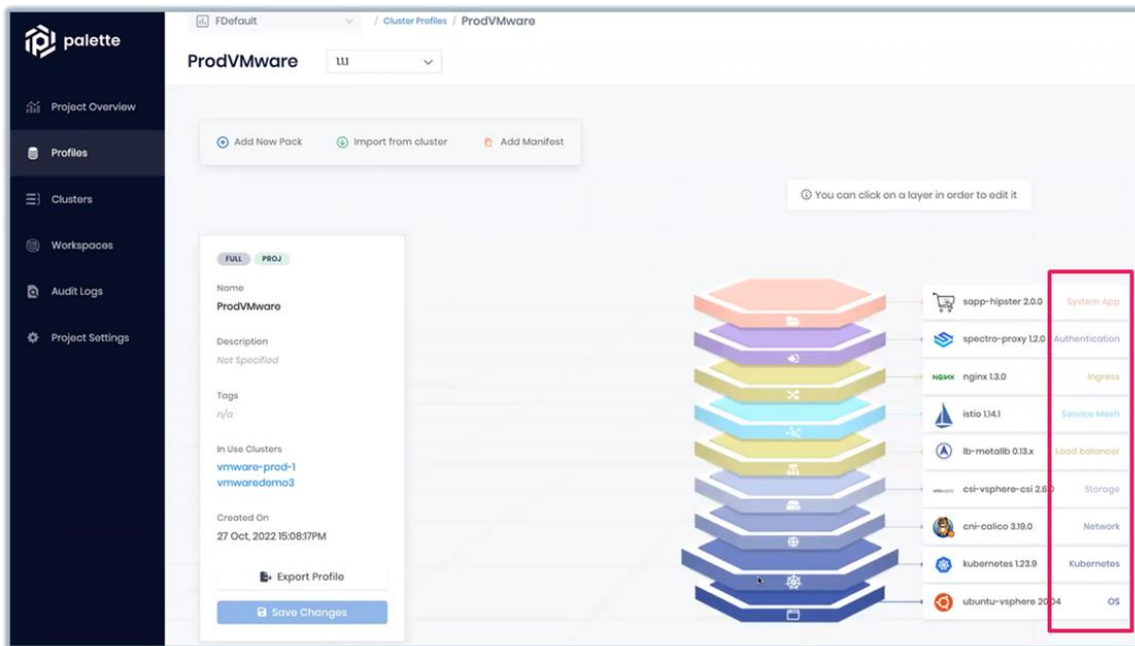 palette
Project Overview
Profiles
Clusters
Workspaces
Audit Logs
Project Settings
FDefault / Cluster Profiles / ProdVMware
ProdVMware 1.1.1
Add New Pack Import from cluster Add Manifest
You can click on a layer in order to edit it
FULL PROJ
Name
ProdVMware
Description
Not Specified
Tags
n/a
In Use Clusters
vmware-prod-1
vmwaredemo3
Created On
27 Oct, 2022 15:08:17PM
Export Profile
Save Changes
sapp-hipster 2.0.0 System App
spectro-proxy 1.2.0 Authentication
NGINX nginx 1.3.0 Ingress
istio 1.14.1 Service Mesh
lb-metallb 0.13.x Load balancer
csi-vsphere-csi 2.6.0 Storage
cni-calico 3.19.0 Network
kubernetes 1.23.9 Kubernetes
ubuntu-vsphere 20.04 OS